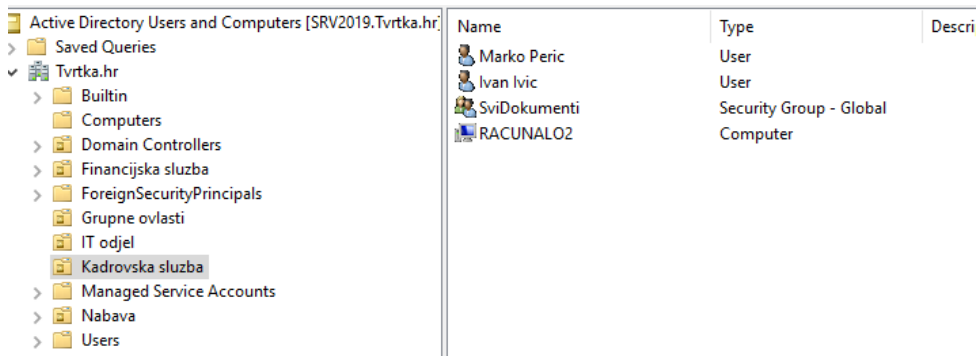 Active Directory Users and Computers [SRV2019.Tvrtka.hr]
Saved Queries
Tvrtka.hr
Builtin
Computers
Domain Controllers
Financijska sluzba
ForeignSecurityPrincipals
Grupne ovlasti
IT odjel
Kadrovska sluzba
Managed Service Accounts
Nabava
Users
Name Type Descri
Marko Peric User
Ivan Ivic User
SviDokumenti Security Group - Global
RACUNALO2 Computer